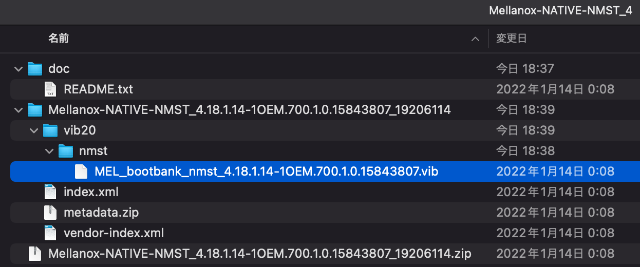 Mellanox-NATIVE-NMST_4
名前 変更日
doc 今日 18:37
README.txt 2022年1月14日 0:08
Mellanox-NATIVE-NMST_4.18.1.14-1OEM.700.1.0.15843807_19206114 今日 18:39
vib20 今日 18:39
nmst 今日 18:38
MEL_bootbank_nmst_4.18.1.14-1OEM.700.1.0.15843807.vib 2022年1月14日 0:08
index.xml 2022年1月14日 0:08
metadata.zip 2022年1月14日 0:08
vendor-index.xml 2022年1月14日 0:08
Mellanox-NATIVE-NMST_4.18.1.14-1OEM.700.1.0.15843807_19206114.zip 2022年1月14日 0:08